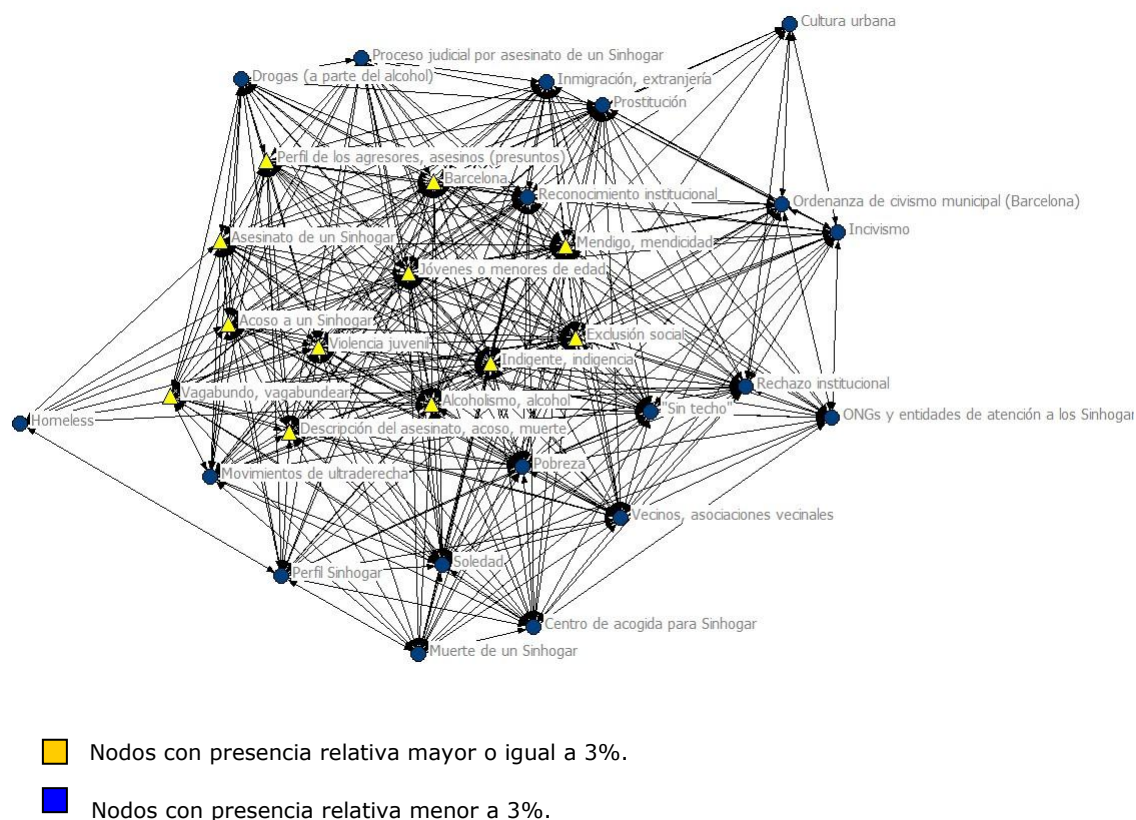 Cultura urbana
Proceso judicial por asesinato de un Sinhogar
Drogas (a parte del alcohol)
Inmigración, extranjería
Prostitución
Perfil de los agresores, asesinos (presuntos)
Barcelona
Reconocimiento institucional
Ordenanza de civismo municipal (Barcelona)
Incivismo
Asesinato de un Sinhogar
Mendigo, mendicidad
Jóvenes o menores de edad
Acoso a un Sinhogar
Violencia juvenil
Exclusión social
Indigente, indigencia
Rechazo institucional
Vagabundo, vagabundear
Alcoholismo, alcohol
"Sin techo"
ONGs y entidades de atención a los Sinhogar
Homeless
Descripción del asesinato, acoso, muerte
Pobreza
Movimientos de ultraderecha
Vecinos, asociaciones vecinales
Soledad
Perfil Sinhogar
Centro de acogida para Sinhogar
Muerte de un Sinhogar
Nodos con presencia relativa mayor o igual a 3%.
Nodos con presencia relativa menor a 3%.